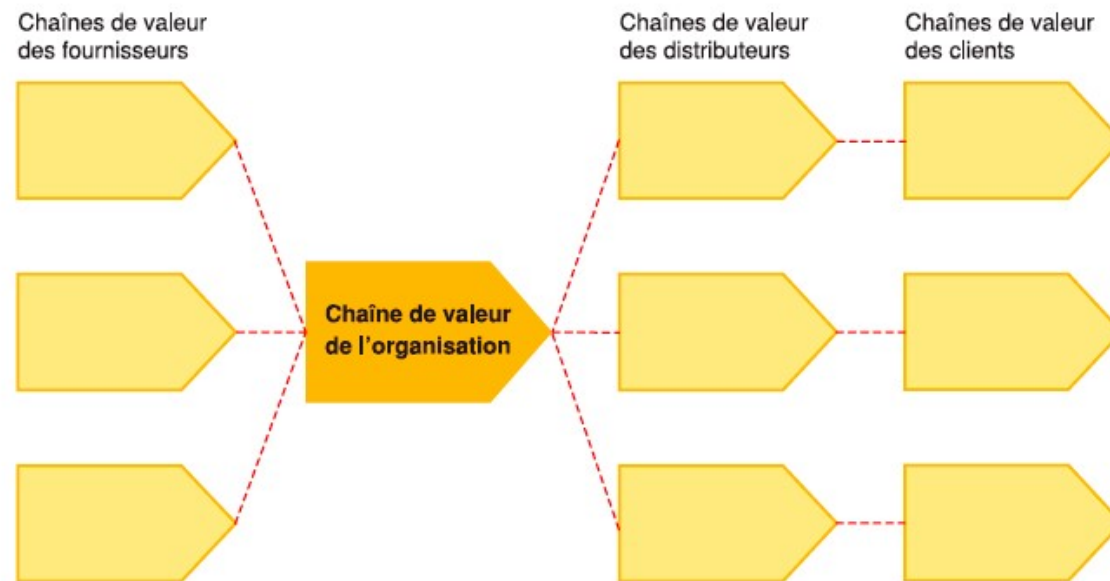 Chaînes de valeur
des fournisseurs
Chaînes de valeur
des distributeurs
Chaînes de valeur
des clients
Chaîne de valeur
de l'organisation